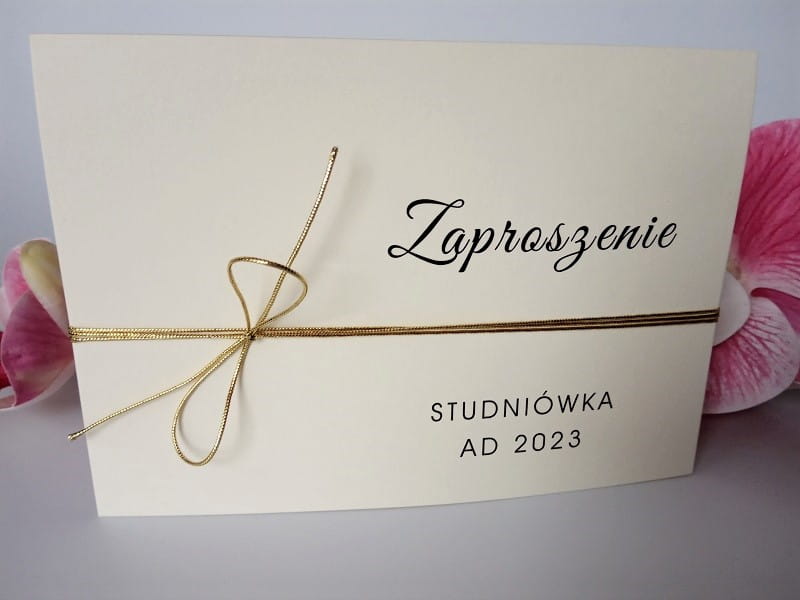 Zaproszenie
STUDNIÓWKA
AD 2023